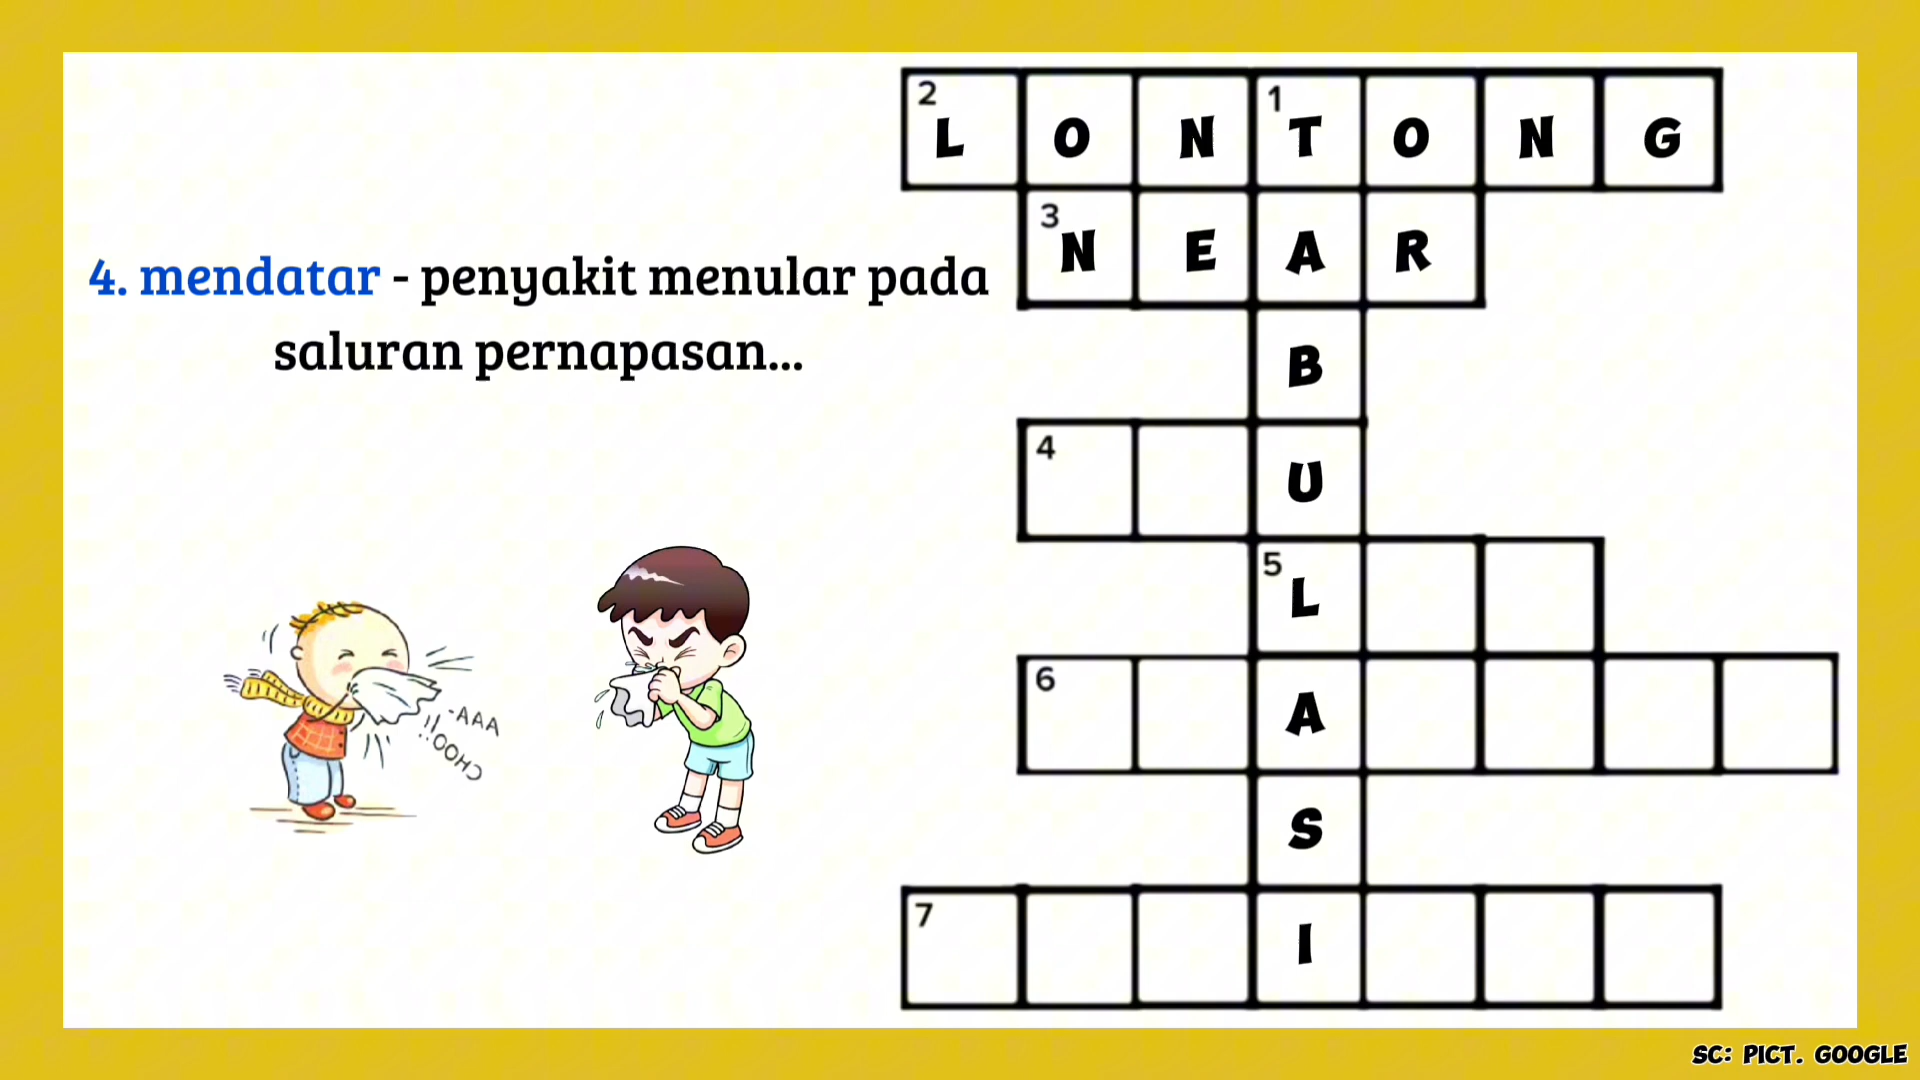 2 L O N 1 T O N G
3 N E A R
4. mendatar - penyakit menular pada
saluran pernapasan...
B
4 U
5 L
6 A
S
7 I
-AAA
CHOO!!
SC: PICT. GOOGLE